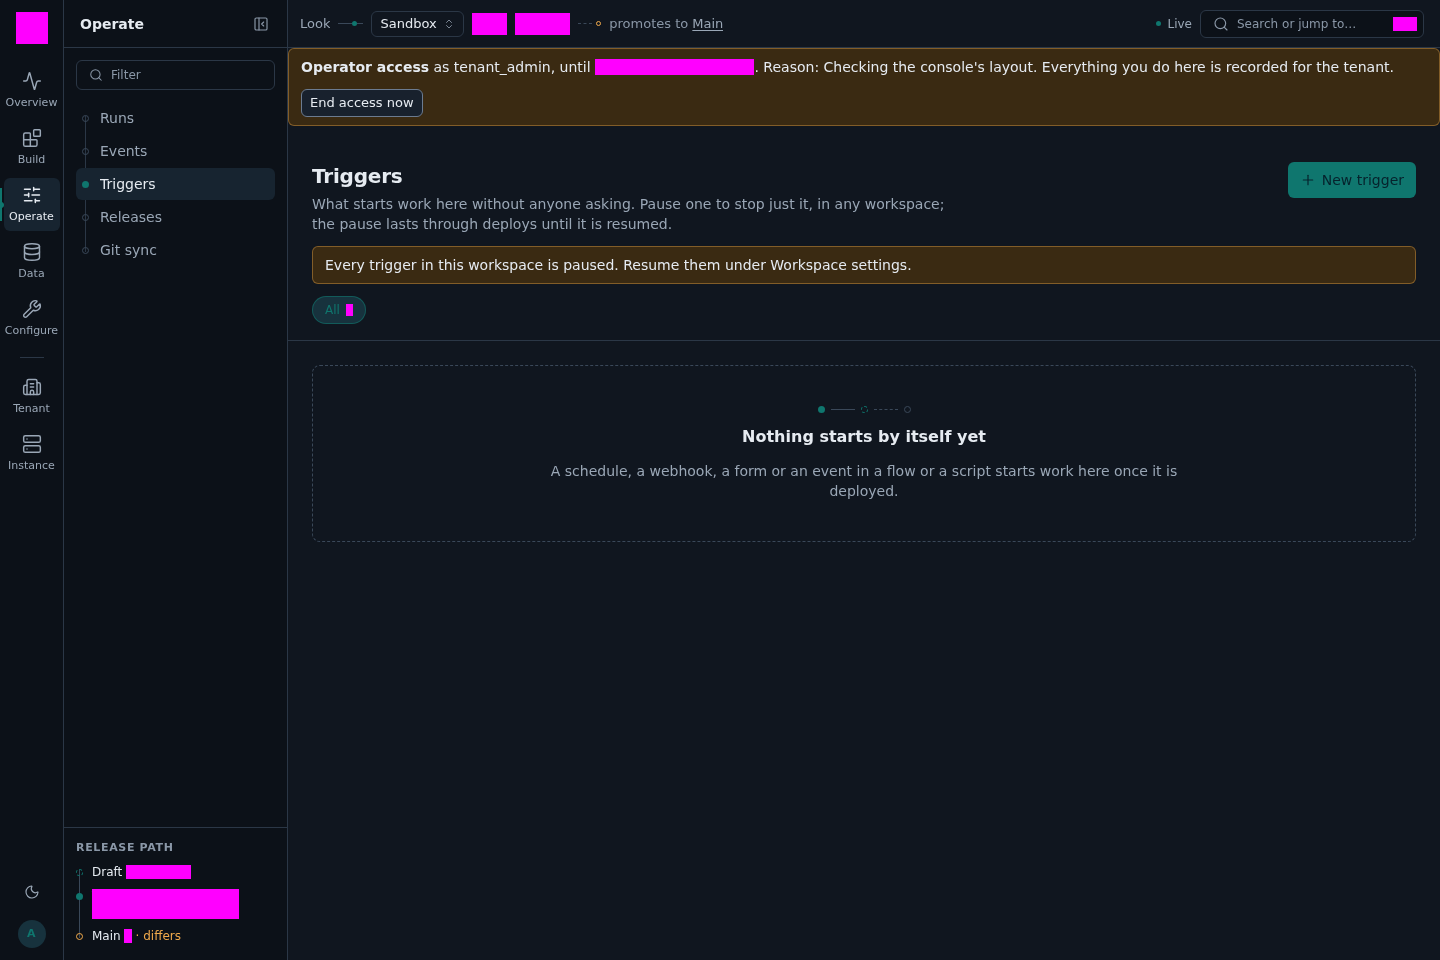 Operate
Look
Sandbox
promotes to Main
Live
Search or jump to...
Operator access as tenant_admin, until . Reason: Checking the console's layout. Everything you do here is recorded for the tenant.
End access now
Overview
Build
Operate
Data
Configure
Tenant
Instance
Filter
Runs
Events
Triggers
Releases
Git sync
Triggers
New trigger
What starts work here without anyone asking. Pause one to stop just it, in any workspace;
the pause lasts through deploys until it is resumed.
Every trigger in this workspace is paused. Resume them under Workspace settings.
All
Nothing starts by itself yet
A schedule, a webhook, a form or an event in a flow or a script starts work here once it is
deployed.
RELEASE PATH
Draft
Main · differs
A